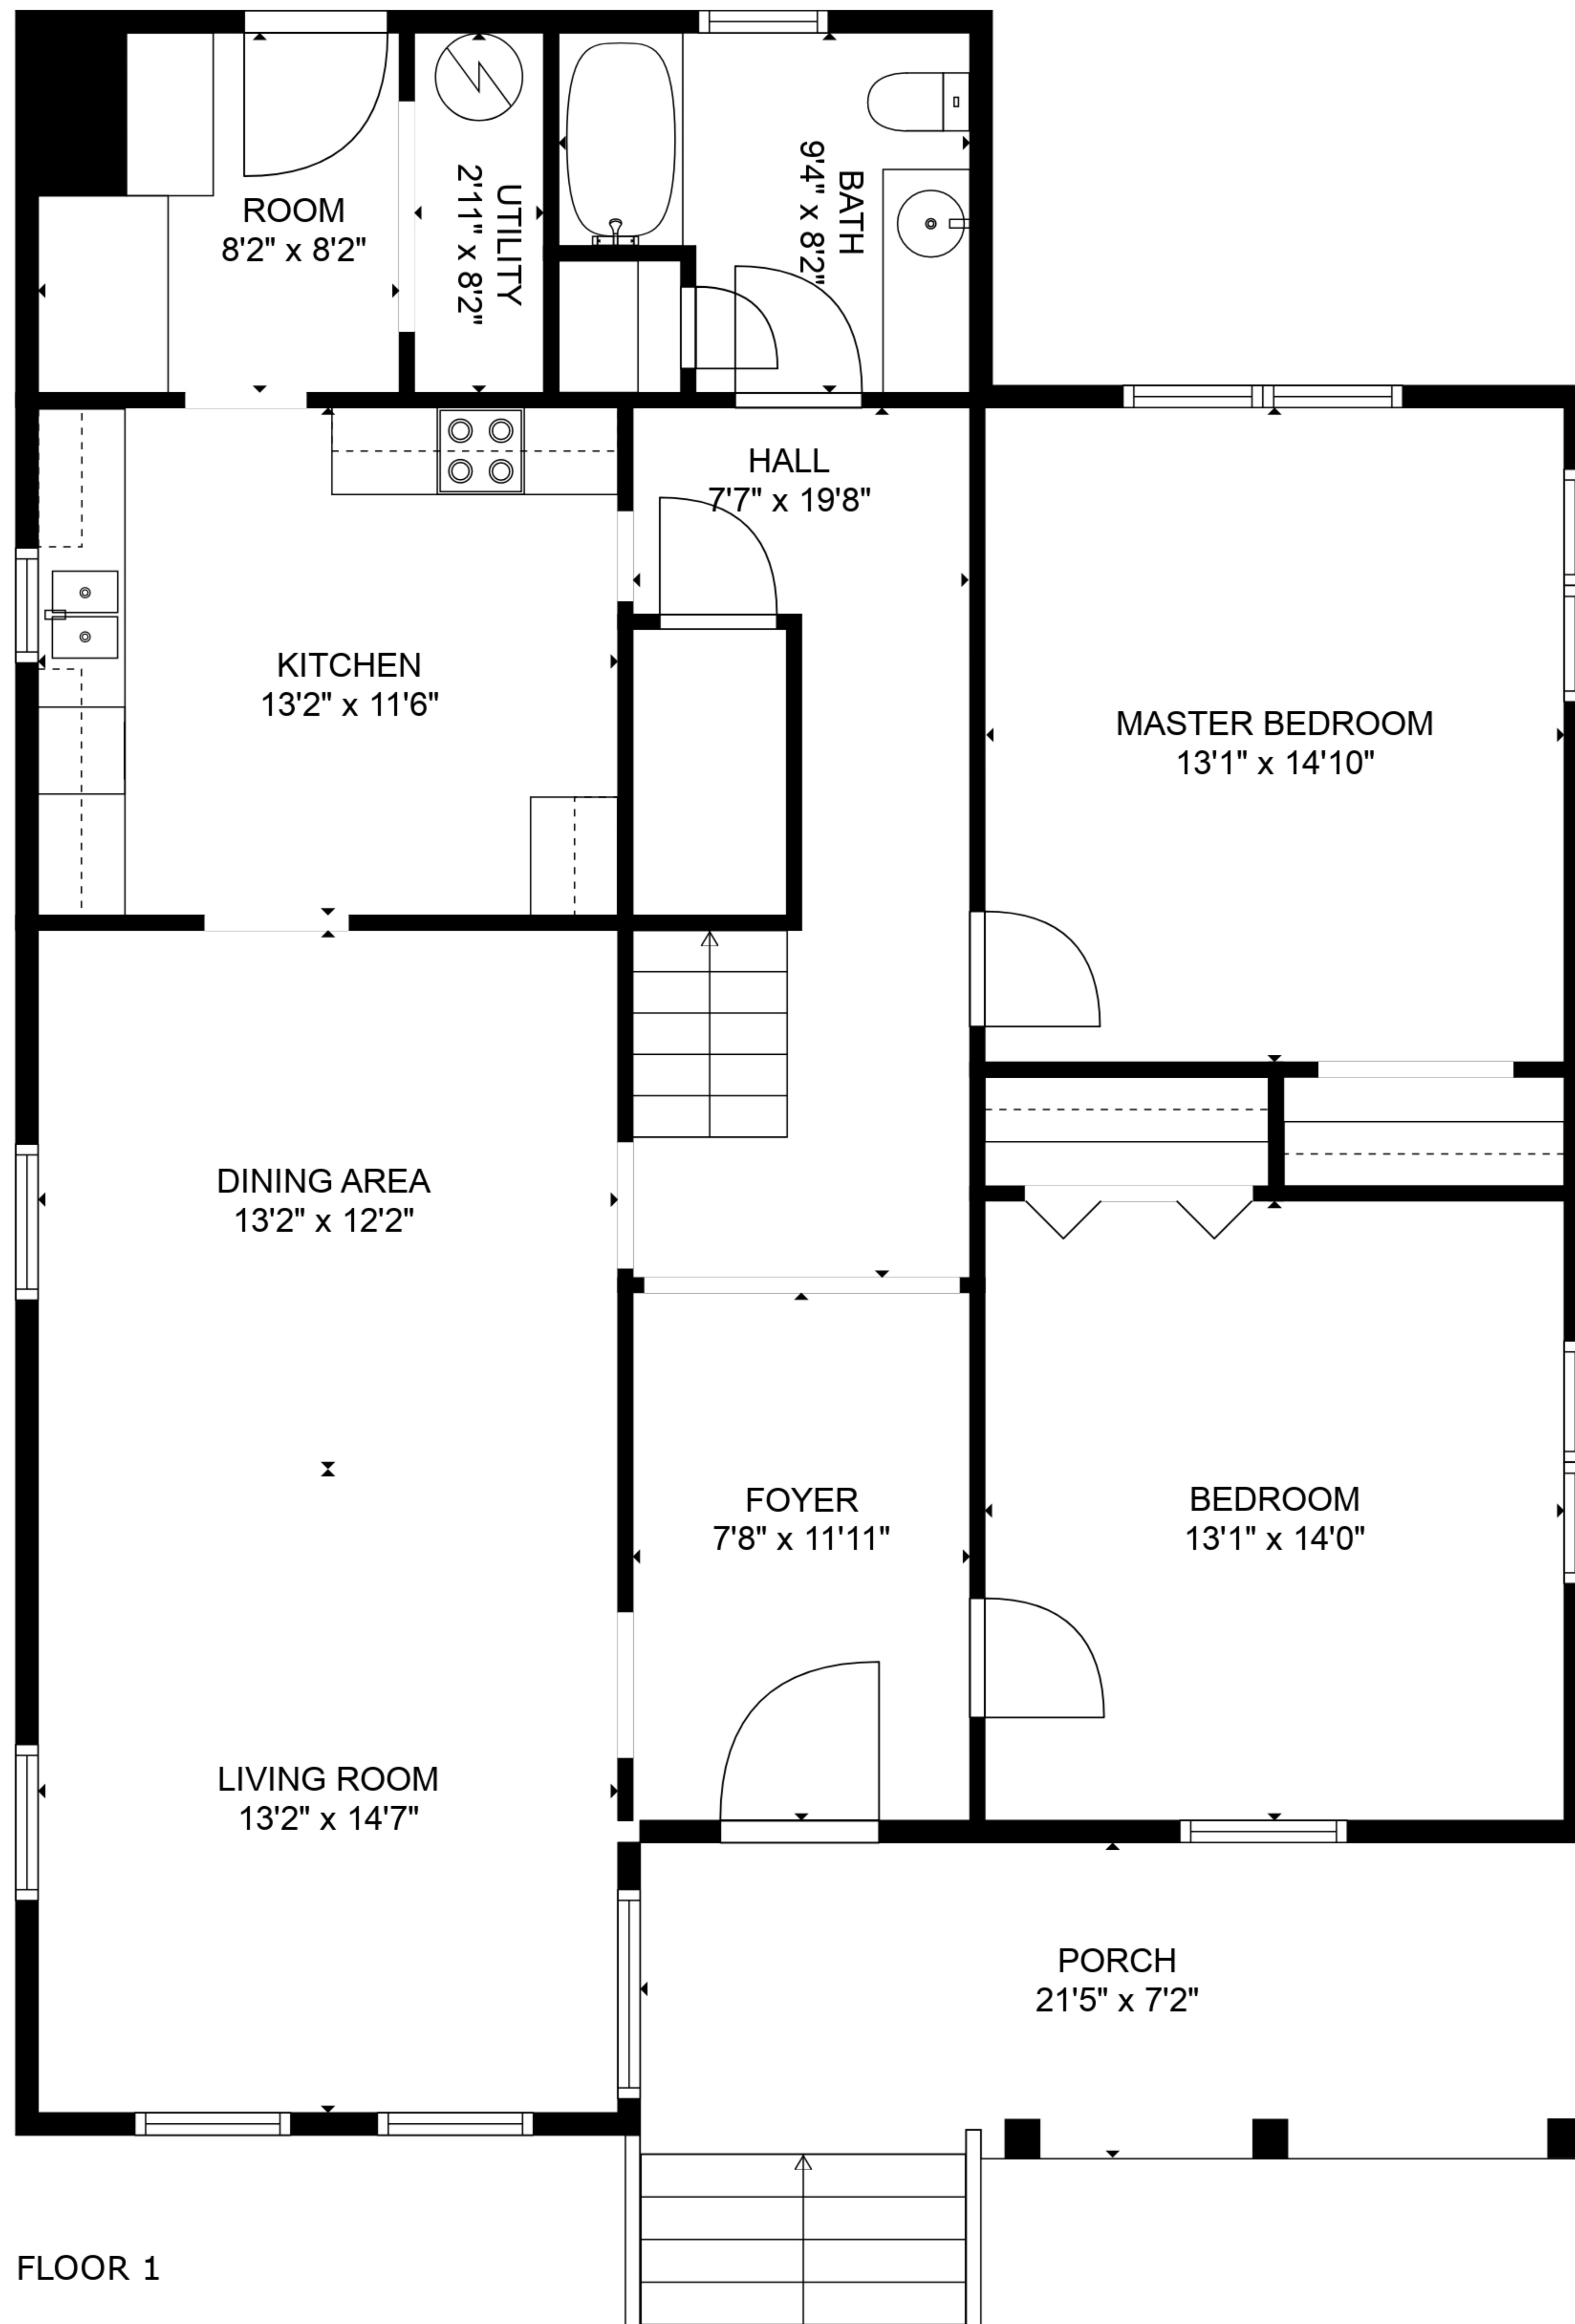 ROOM
8'2" x 8'2"
UTILITY
2'11" x 8'2"
BATH
9'4" x 8'2"
HALL
7'7" x 19'8"
KITCHEN
13'2" x 11'6"
MASTER BEDROOM
13'1" x 14'10"
DINING AREA
13'2" x 12'2"
FOYER
7'8" x 11'11"
BEDROOM
13'1" x 14'0"
LIVING ROOM
13'2" x 14'7"
PORCH
21'5" x 7'2"
FLOOR 1